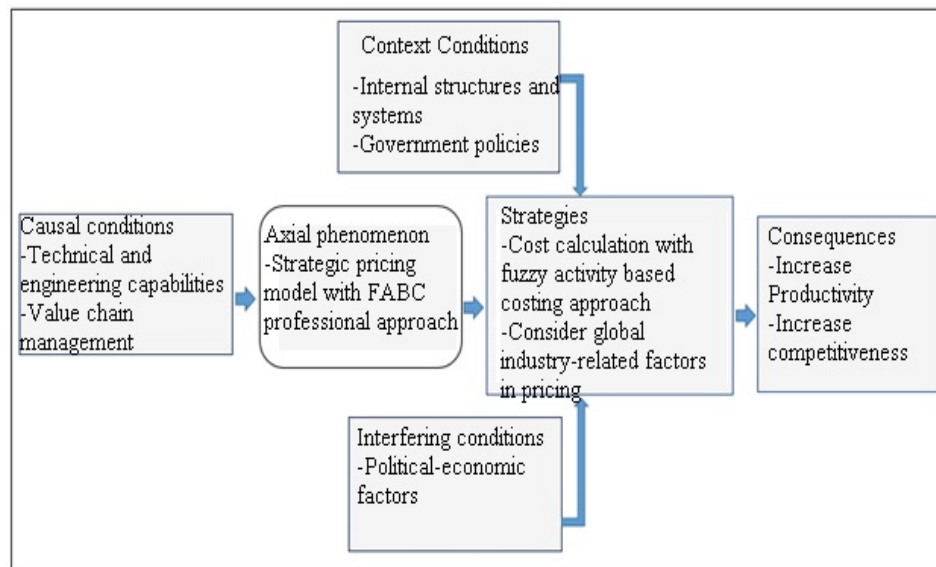 Context Conditions
-Internal structures and
systems
-Government policies
Causal conditions
-Technical and
engineering capabilities
-Value chain
management
Axial phenomenon
-Strategic pricing
model with FABC
professional approach
Strategies
-Cost calculation with
fuzzy activity based
costing approach
-Consider global
industry-related factors
in pricing
Consequences
-Increase
Productivity
-Increase
competitiveness
Interfering conditions
-Political-economic
factors